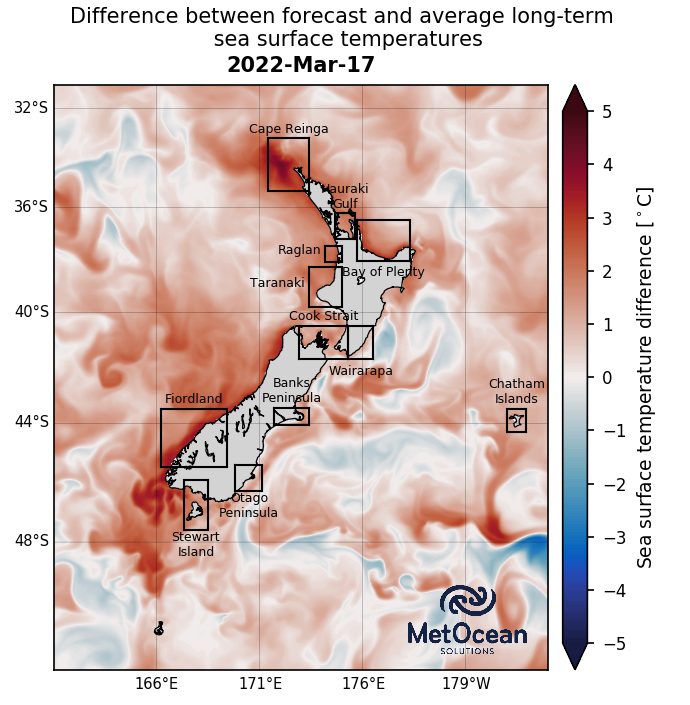 Difference between forecast and average long-term
sea surface temperatures
2022-Mar-17
32°S
36°S
40°S
44°S
48°S
Cape Reinga
Hauraki
Gulf
Raglan
Bay of Plenty
Taranaki
Cook Strait
Wairarapa
Banks
Peninsula
Chatham
Islands
Fiordland
Otago
Peninsula
Stewart
Island
MetOcean
SOLUTIONS
166°E
171°E
176°E
179°W
5
4
3
2
1
0
−1
−2
−3
−4
−5
Sea surface temperature difference [°C]